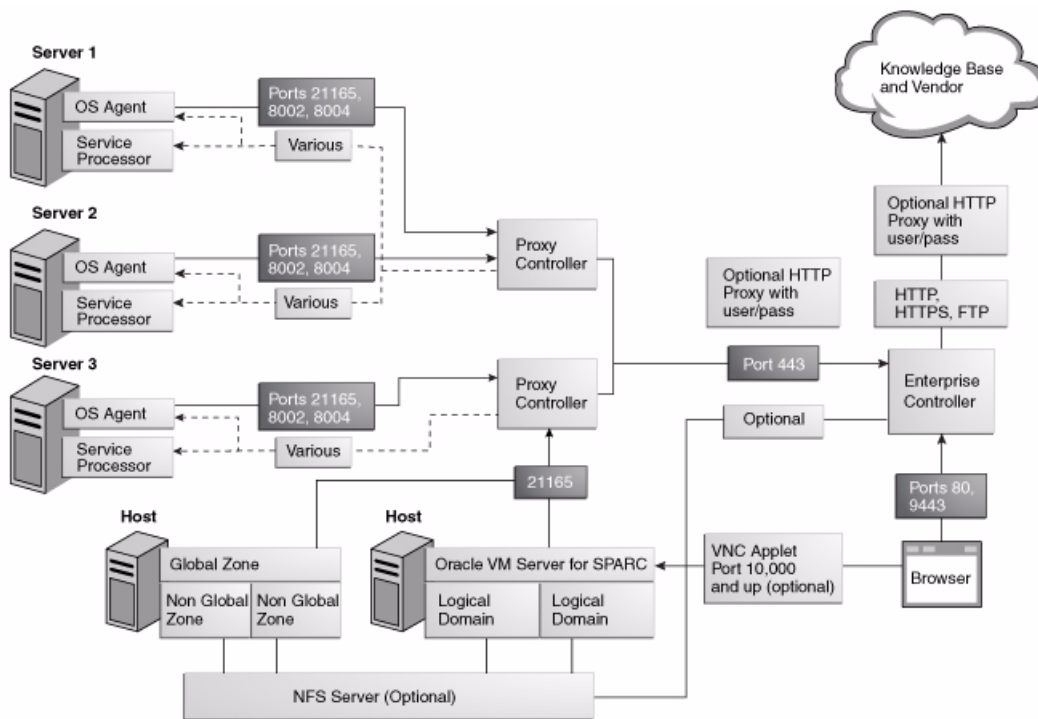 Server 1
OS Agent
Service
Processor
Ports 21165,
8002, 8004
Various
Server 2
OS Agent
Service
Processor
Ports 21165,
8002, 8004
Various
Server 3
OS Agent
Service
Processor
Ports 21165,
8002, 8004
Various
Proxy
Controller
Proxy
Controller
21165
Optional HTTP
Proxy with
user/pass
Port 443
Optional
Knowledge Base
and Vendor
Optional HTTP
Proxy with
user/pass
HTTP,
HTTPS, FTP
Enterprise
Controller
Ports 80,
9443
Browser
VNC Applet
Port 10,000
and up (optional)
Host
Global Zone
Non Global
Zone
Non Global
Zone
Host
Oracle VM Server for SPARC
Logical
Domain
Logical
Domain
NFS Server (Optional)